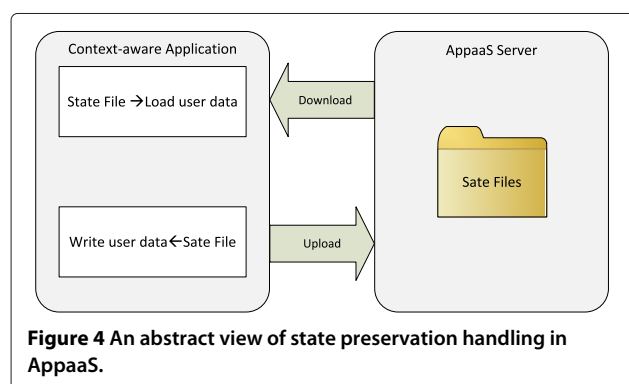 Context-aware Application
AppaaS Server
State File →Load user data
Download
Sate Files
Write user data←Sate File
Upload
Figure 4 An abstract view of state preservation handling in
AppaaS.